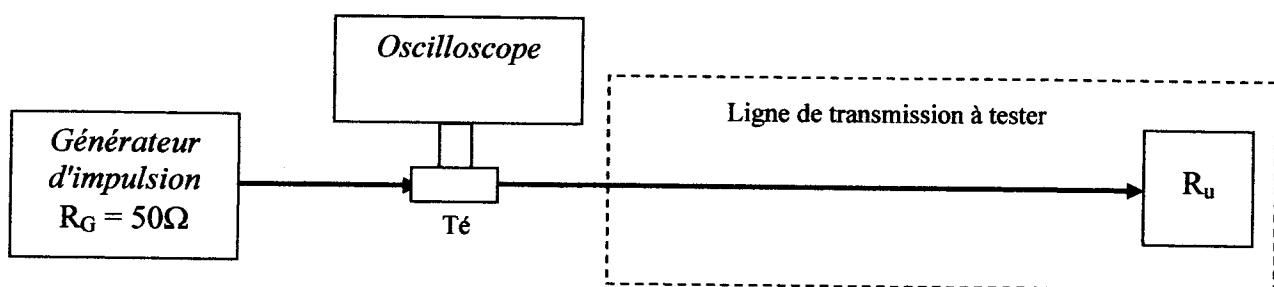 Oscilloscope
Ligne de transmission à tester
Générateur
d'impulsion
R_G = 50Ω
Té
R_u